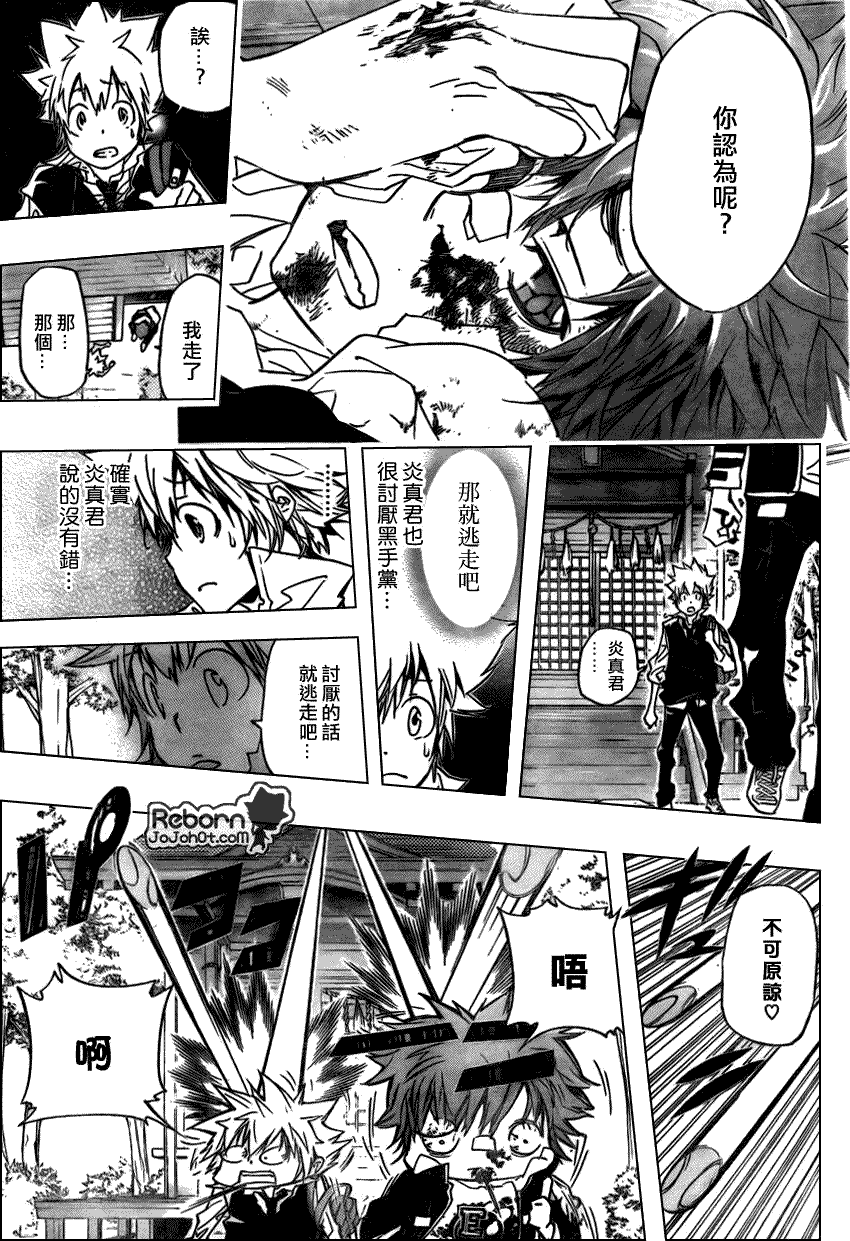 你認為呢?
誒…?
我走了
那…
那個…
炎真君
……
那就逃走吧
炎真君也
很討厭黑手黨…
………
確實
炎真君
說的沒有錯…
討厭的話
就逃走吧…
不可原諒♡
唔
啊
Reborn
JoJoHOt.com
E